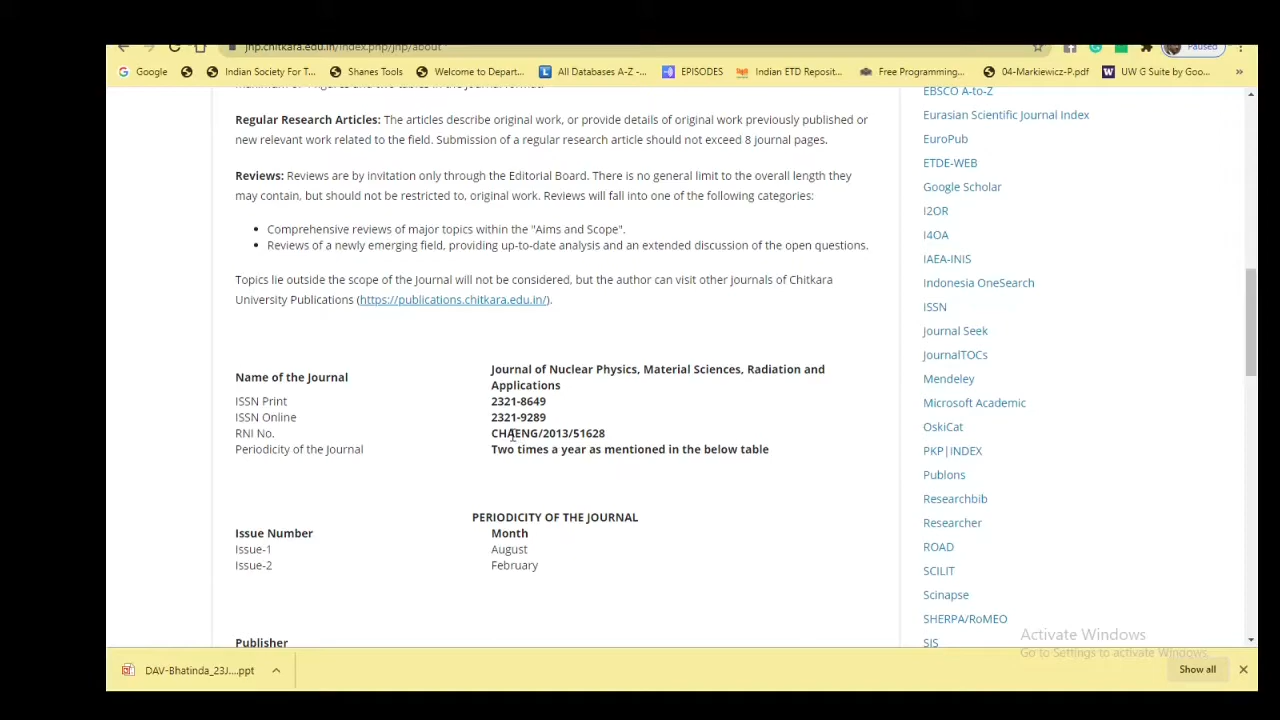 jnp.chitkara.edu.in/index.php/jnp/about
Paused
Google
Indian Society For T...
Shanes Tools
Welcome to Depart...
All Databases A-Z -...
EPISODES
Indian ETD Reposit...
Free Programming...
04-Markiewicz-P.pdf
UW G Suite by Goo...
»
Regular Research Articles: The articles describe original work, or provide details of original work previously published or
new relevant work related to the field. Submission of a regular research article should not exceed 8 journal pages.
Reviews: Reviews are by invitation only through the Editorial Board. There is no general limit to the overall length they
may contain, but should not be restricted to, original work. Reviews will fall into one of the following categories:
• Comprehensive reviews of major topics within the "Aims and Scope".
• Reviews of a newly emerging field, providing up-to-date analysis and an extended discussion of the open questions.
Topics lie outside the scope of the Journal will not be considered, but the author can visit other journals of Chitkara
University Publications (https://publications.chitkara.edu.in/).
Name of the Journal
Journal of Nuclear Physics, Material Sciences, Radiation and
Applications
ISSN Print 2321-8649
ISSN Online 2321-9289
RNI No. CHAENG/2013/51628
Periodicity of the Journal Two times a year as mentioned in the below table
PERIODICITY OF THE JOURNAL
Issue Number Month
Issue-1 August
Issue-2 February
Publisher
EBSCO A-to-Z
Eurasian Scientific Journal Index
EuroPub
ETDE-WEB
Google Scholar
I2OR
I4OA
IAEA-INIS
Indonesia OneSearch
ISSN
Journal Seek
JournalTOCs
Mendeley
Microsoft Academic
OskiCat
PKP|INDEX
Publons
Researchbib
Researcher
ROAD
SCILIT
Scinapse
SHERPA/RoMEO
SIS
Activate Windows
Go to Settings to activate Windows.
DAV-Bhatinda_23J....ppt
Show all